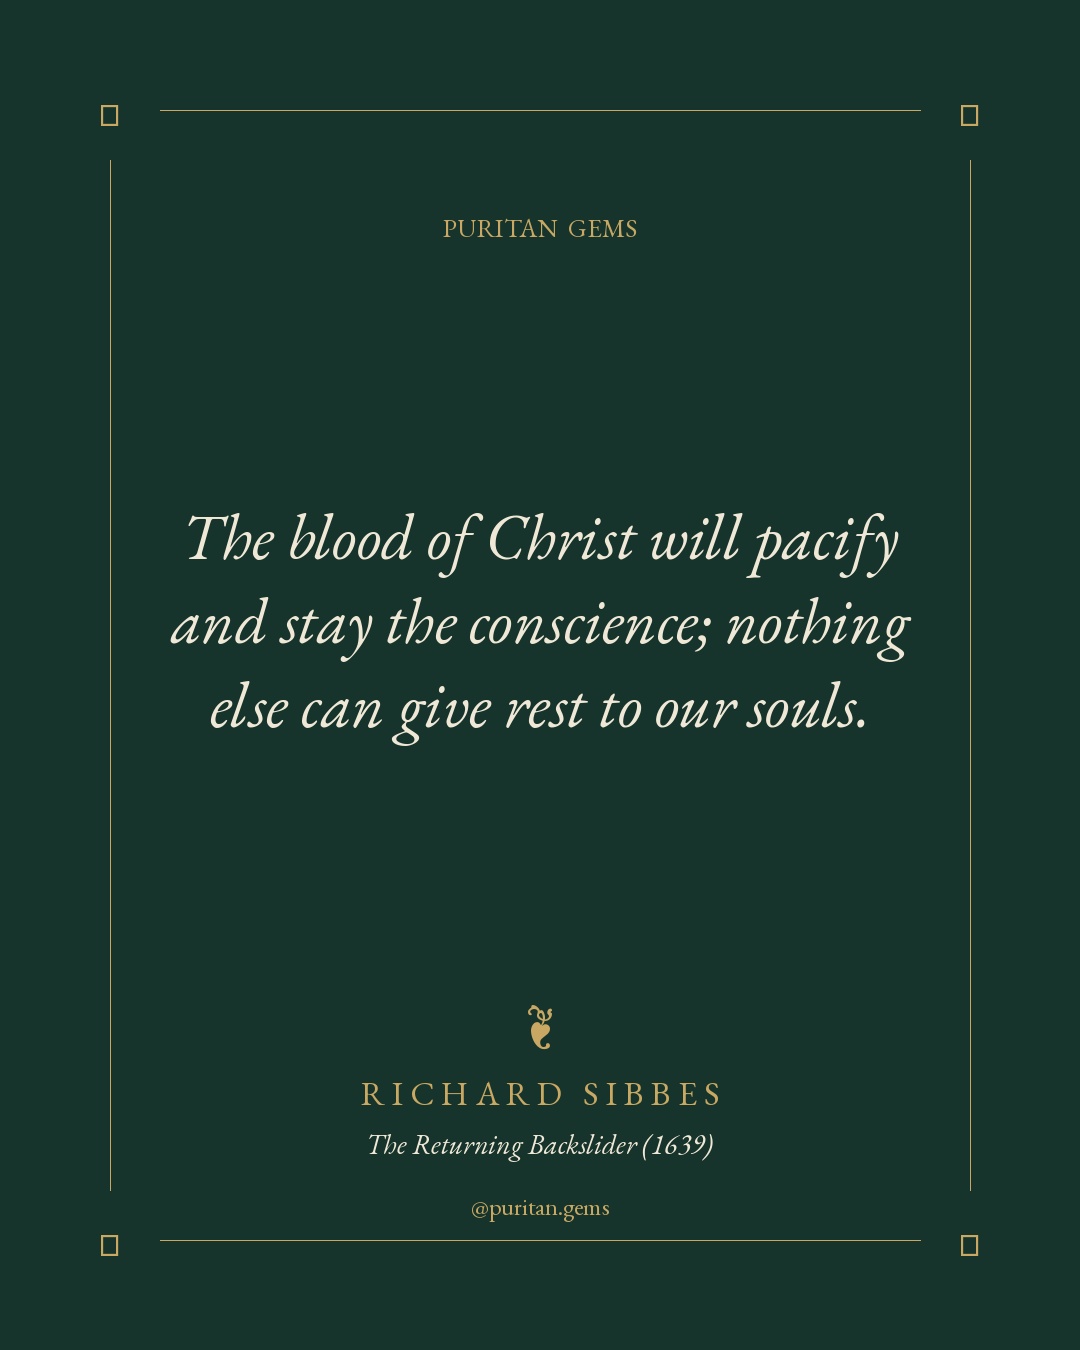 PURITAN GEMS
The blood of Christ will pacify
and stay the conscience; nothing
else can give rest to our souls.
RICHARD SIBBES
The Returning Backslider (1639)
@puritan.gems